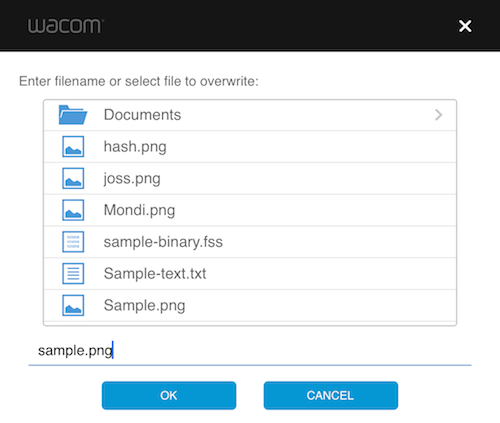 wacom
Enter filename or select file to overwrite:
Documents
hash.png
joss.png
Mondi.png
sample-binary.fss
Sample-text.txt
Sample.png
sample.png
OK
CANCEL